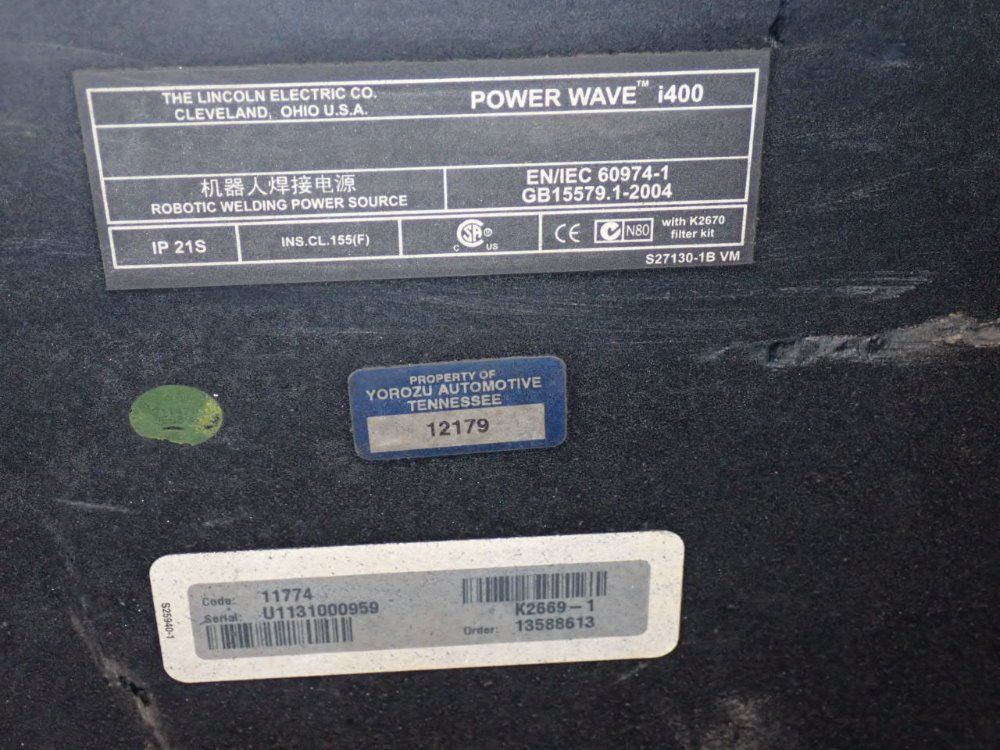 THE LINCOLN ELECTRIC CO.
CLEVELAND, OHIO U.S.A.
POWER WAVE™ i400
机器人焊接电源
ROBOTIC WELDING POWER SOURCE
EN/IEC 60974-1
GB15579.1-2004
IP 21S
INS.CL.155(F)
C SA ® C US
CE
N80
with K2670
filter kit
S27130-1B VM
PROPERTY OF
YOROZU AUTOMOTIVE
TENNESSEE
12179
S25940-1
Code: 11774
Serial: U1131000959
K2669-1
Order: 13588613